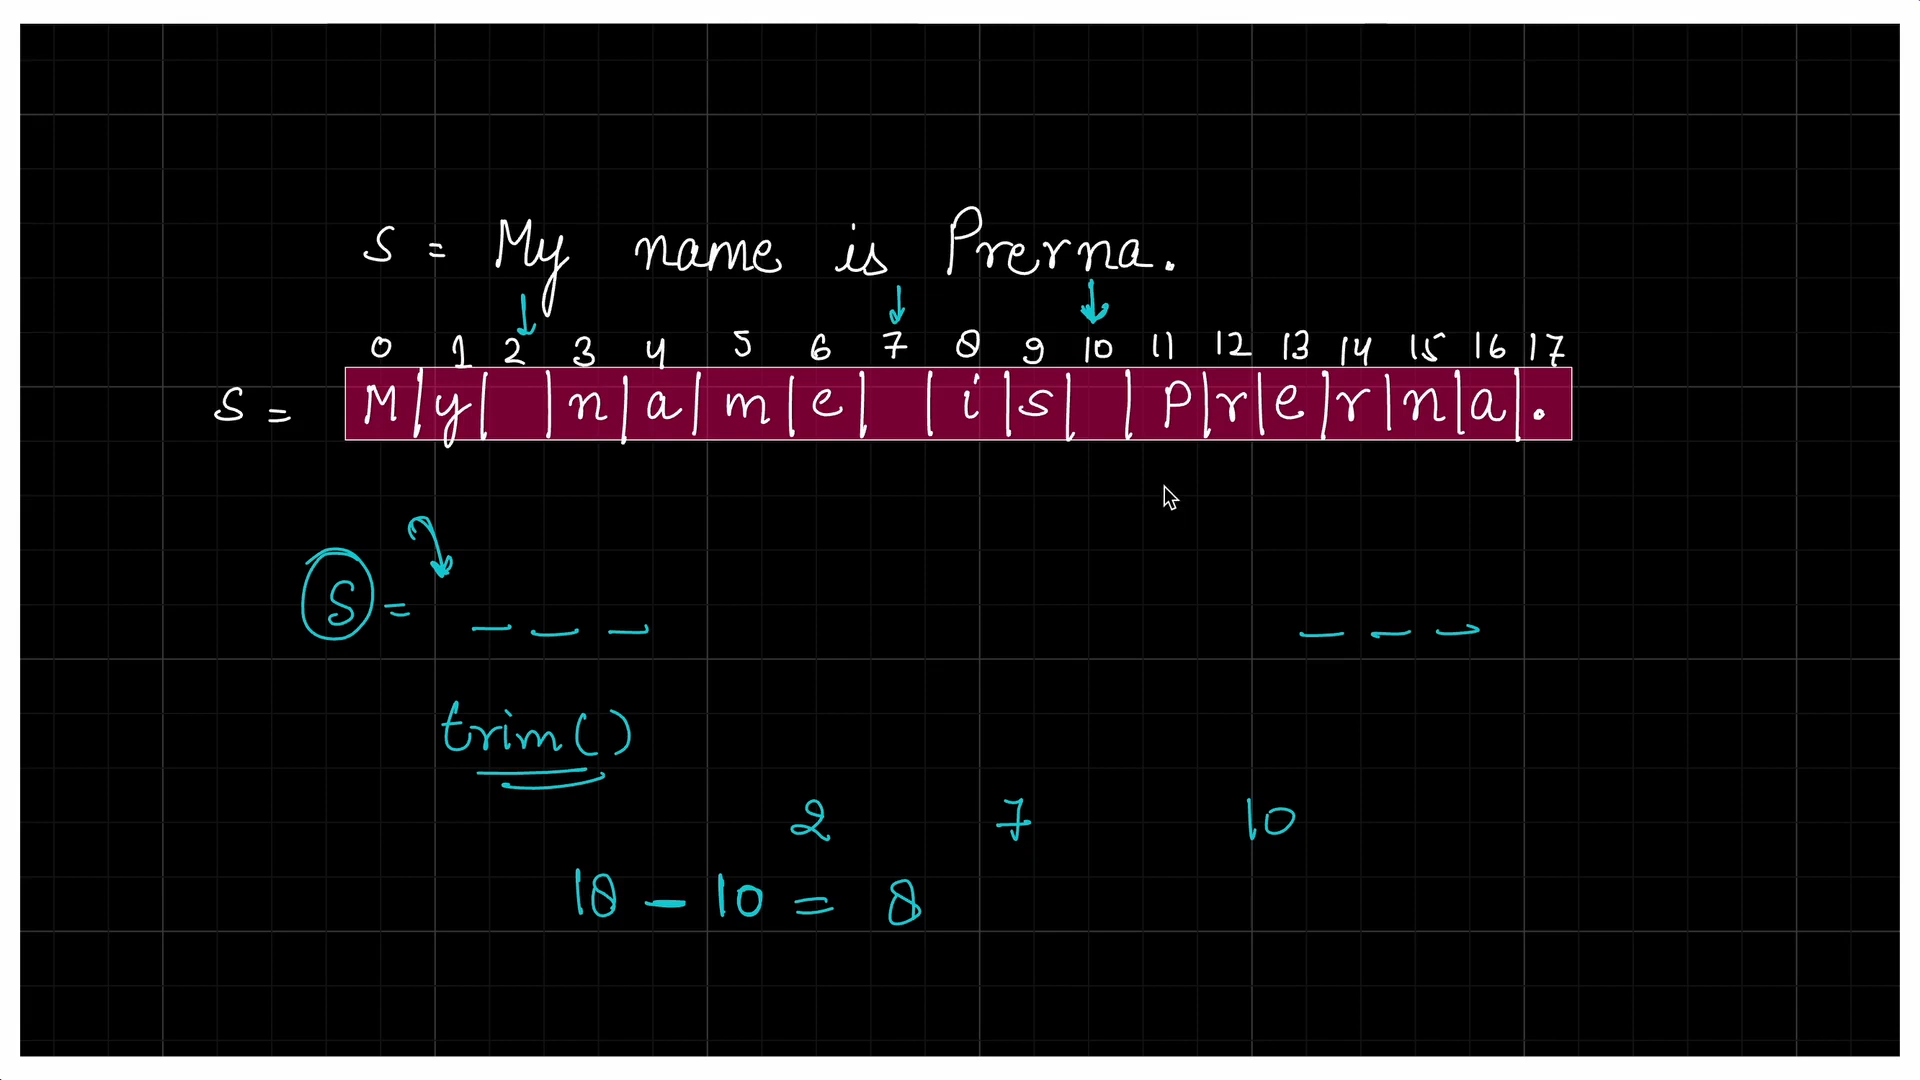 S = My name is Prerna.
0 1 2 3 4 5 6 7 8 9 10 11 12 13 14 15 16 17
S = M|y| |n|a|m|e| |i|s| |P|r|e|r|n|a|.
S = _ _ _ _ _ _
trim()
2 7 10
18 - 10 = 8